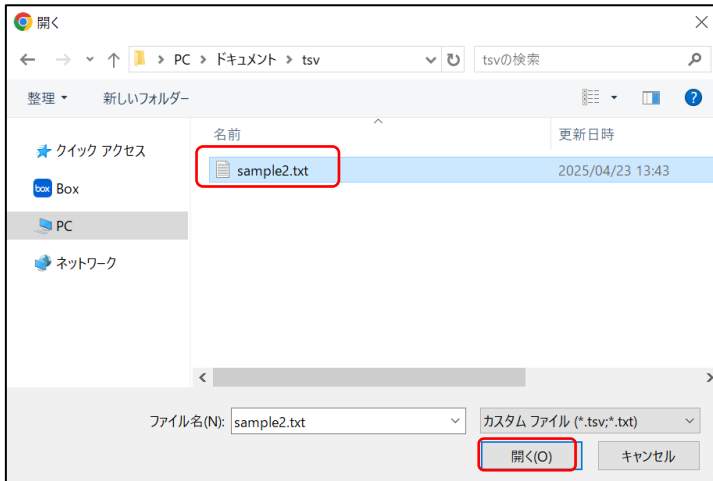 開く
PC > ドキュメント > tsv
tsvの検索
整理
新しいフォルダー
名前
更新日時
クイック アクセス
sample2.txt
2025/04/23 13:43
box Box
PC
ネットワーク
ファイル名(N):
sample2.txt
カスタム ファイル (*.tsv;*.txt)
開く(O)
キャンセル